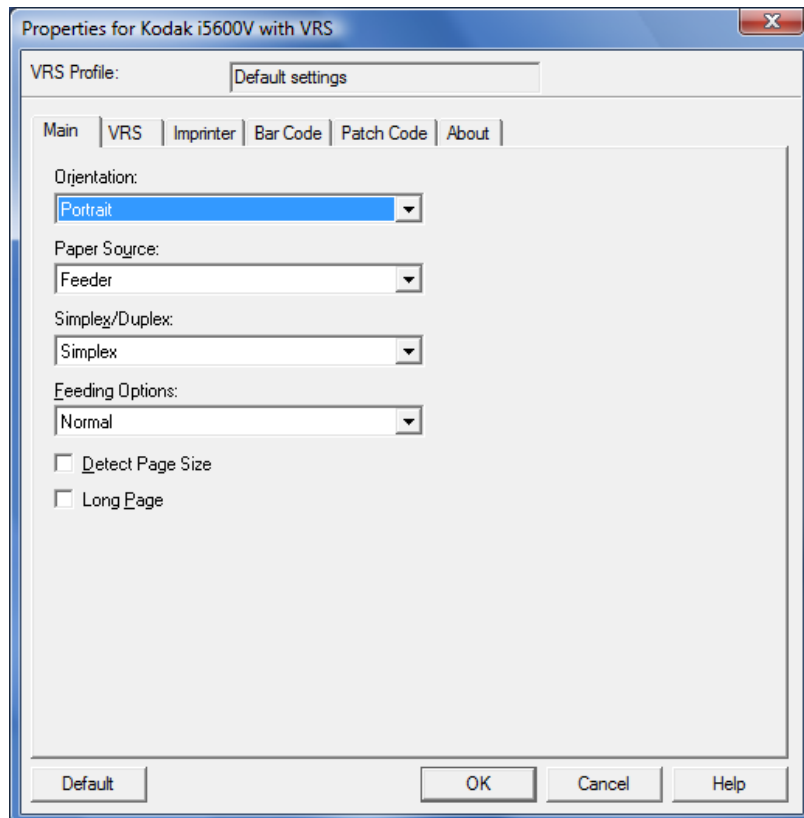 Properties for Kodak i5600V with VRS
VRS Profile: Default settings
Main VRS Imprinter Bar Code Patch Code About
Orientation:
Portrait
Paper Source:
Feeder
Simplex/Duplex:
Simplex
Feeding Options:
Normal
Detect Page Size
Long Page
Default OK Cancel Help